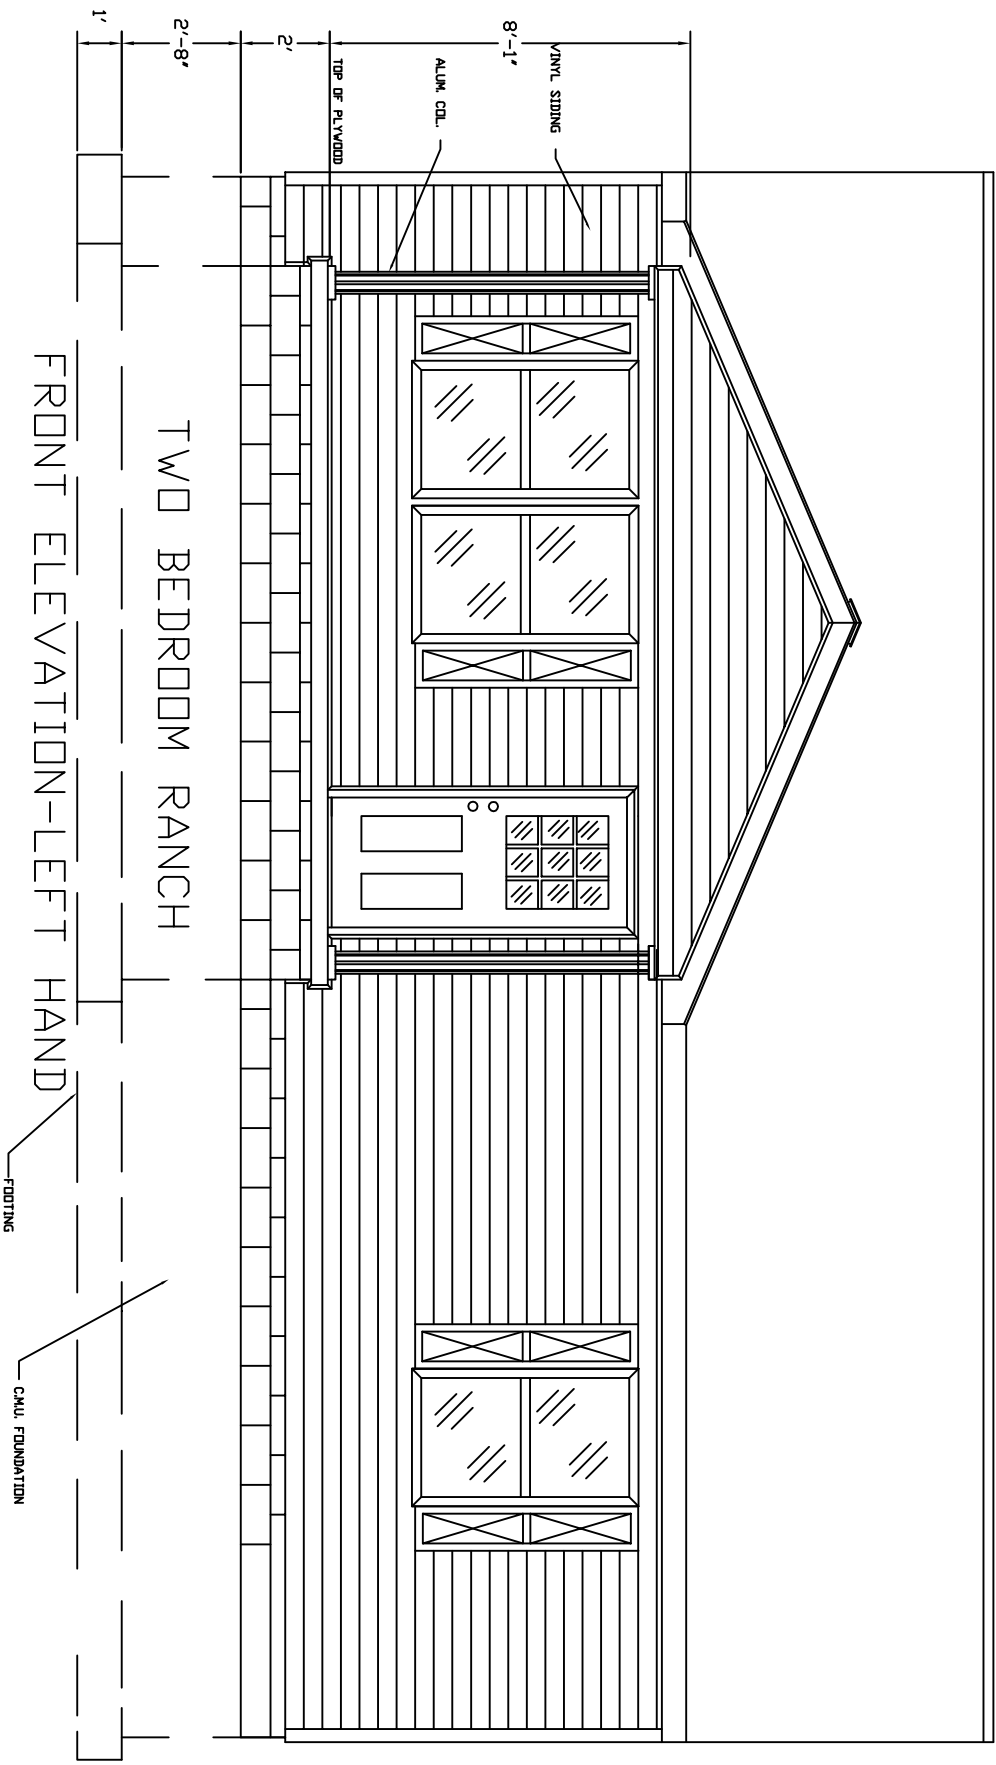 8'-1"
2'
2'-8"
1'
VINYL SIDING
ALUM. COL.
TOP OF PLYWOOD
TWO BEDROOM RANCH
FRONT ELEVATION-LEFT HAND
FOOTING
C.M.U. FOUNDATION